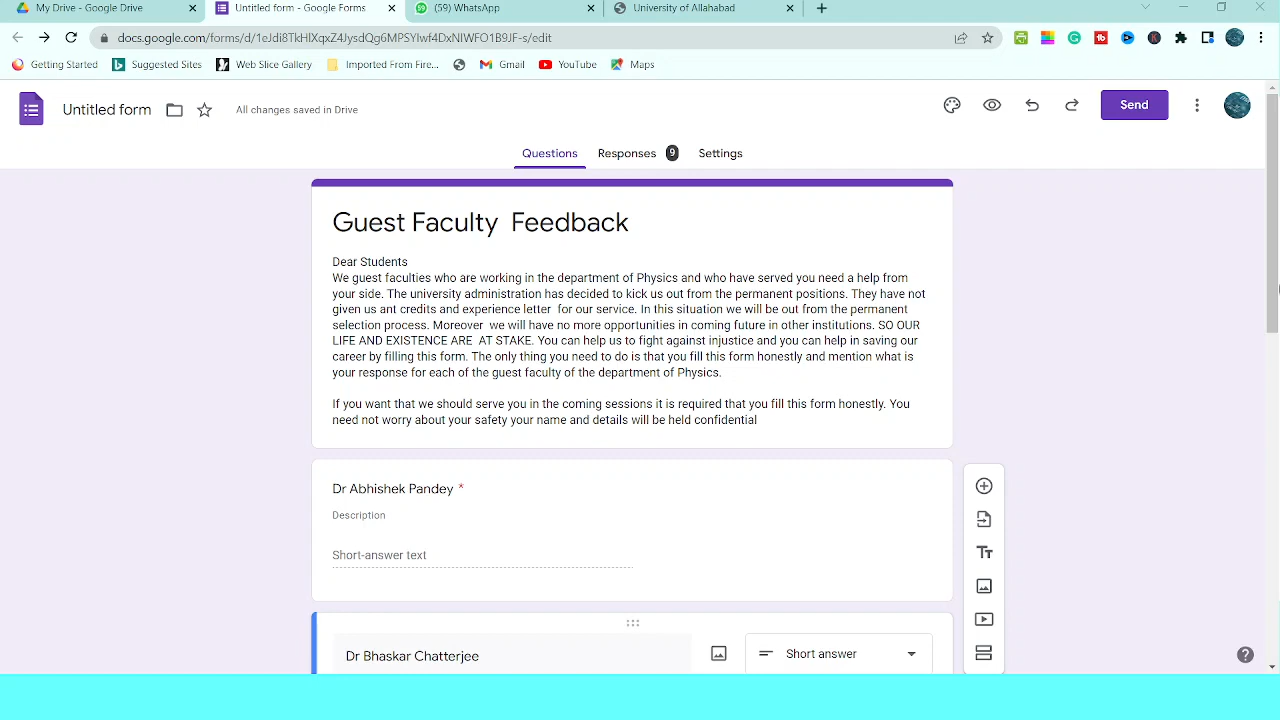 My Drive - Google Drive
Untitled form - Google Forms
(59) WhatsApp
University of Allahabad
docs.google.com/forms/d/1eJdi8TkHlXqxZ4JysdQg6MPSYIwf4DxNIWFO1B9JF-s/edit
Getting Started
Suggested Sites
Web Slice Gallery
Imported From Fire...
Gmail
YouTube
Maps
Untitled form
All changes saved in Drive
Send
Questions
Responses 9
Settings
Guest Faculty Feedback
Dear Students
We guest faculties who are working in the department of Physics and who have served you need a help from
your side. The university administration has decided to kick us out from the permanent positions. They have not
given us ant credits and experience letter for our service. In this situation we will be out from the permanent
selection process. Moreover we will have no more opportunities in coming future in other institutions. SO OUR
LIFE AND EXISTENCE ARE AT STAKE. You can help us to fight against injustice and you can help in saving our
career by filling this form. The only thing you need to do is that you fill this form honestly and mention what is
your response for each of the guest faculty of the department of Physics.
If you want that we should serve you in the coming sessions it is required that you fill this form honestly. You
need not worry about your safety your name and details will be held confidential
Dr Abhishek Pandey *
Description
Short-answer text
Dr Bhaskar Chatterjee
Short answer